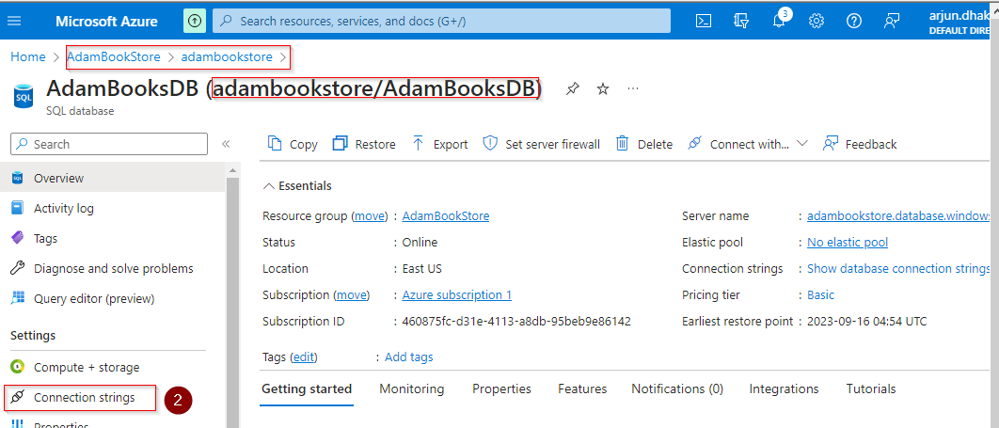 Microsoft Azure Search resources, services, and docs (G+/) 3 arjun.dhak
DEFAULT DIRE
Home > AdamBookStore > adambookstore >
AdamBooksDB (adambookstore/AdamBooksDB) ...
SQL
SQL database
Search «
Copy Restore Export Set server firewall Delete Connect with... Feedback
Overview
Activity log
Tags
Diagnose and solve problems
Query editor (preview)
Settings
Compute + storage
Connection strings 2
Properties
Essentials
Resource group (move) : AdamBookStore
Status : Online
Location : East US
Subscription (move) : Azure subscription 1
Subscription ID : 460875fc-d31e-4113-a8db-95beb9e86142
Server name : adambookstore.database.windows
Elastic pool : No elastic pool
Connection strings : Show database connection strings
Pricing tier : Basic
Earliest restore point : 2023-09-16 04:54 UTC
Tags (edit) : Add tags
Getting started Monitoring Properties Features Notifications (0) Integrations Tutorials